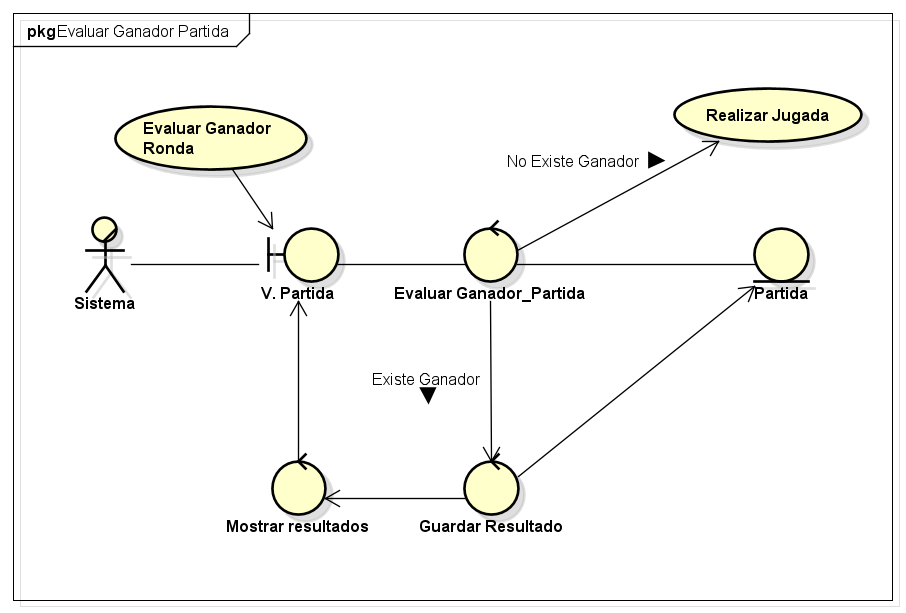 pkgEvaluar Ganador Partida
Realizar Jugada
Evaluar Ganador
Ronda
No Existe Ganador
Sistema
V. Partida
Evaluar Ganador_Partida
Partida
Existe Ganador
Mostrar resultados
Guardar Resultado